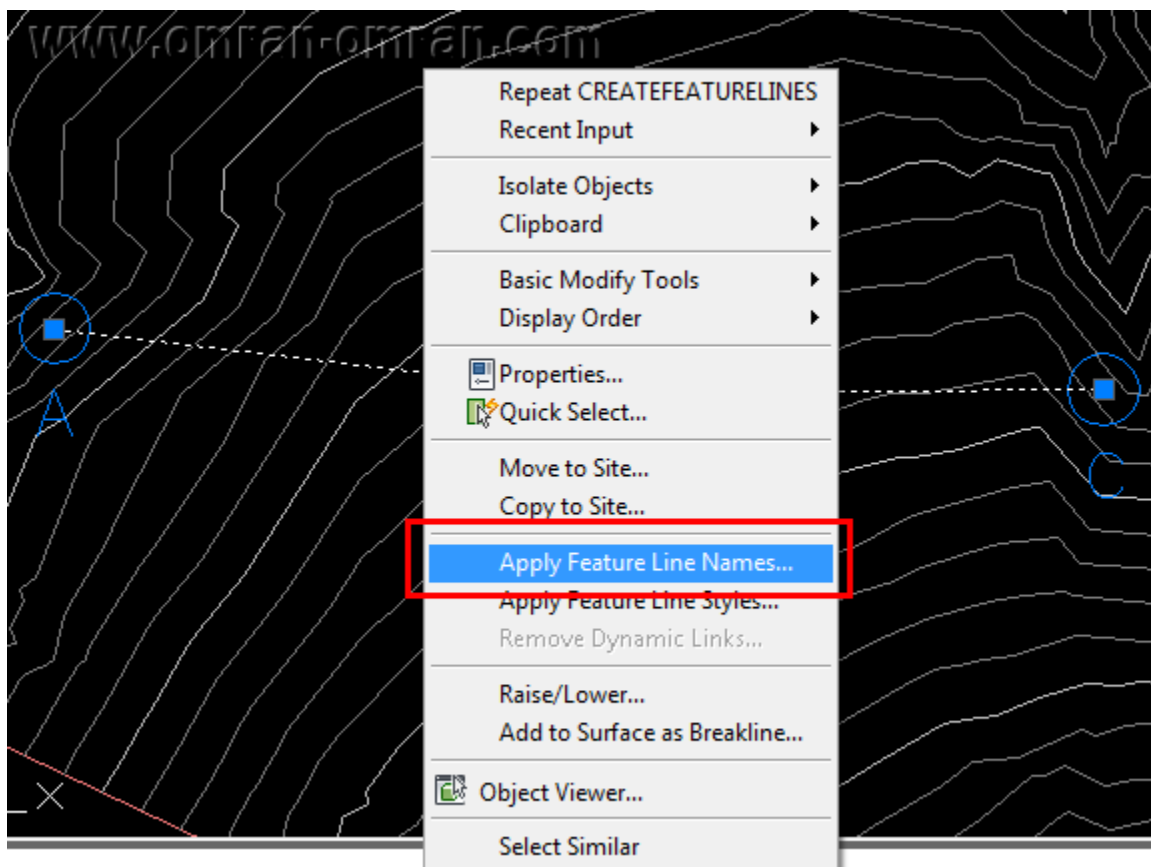 www.omran-omran.com
Repeat CREATEFEATURELINES
Recent Input
Isolate Objects
Clipboard
Basic Modify Tools
Display Order
Properties...
Quick Select...
Move to Site...
Copy to Site...
Apply Feature Line Names...
Apply Feature Line Styles...
Remove Dynamic Links...
Raise/Lower...
Add to Surface as Breakline...
Object Viewer...
Select Similar
A
C
X